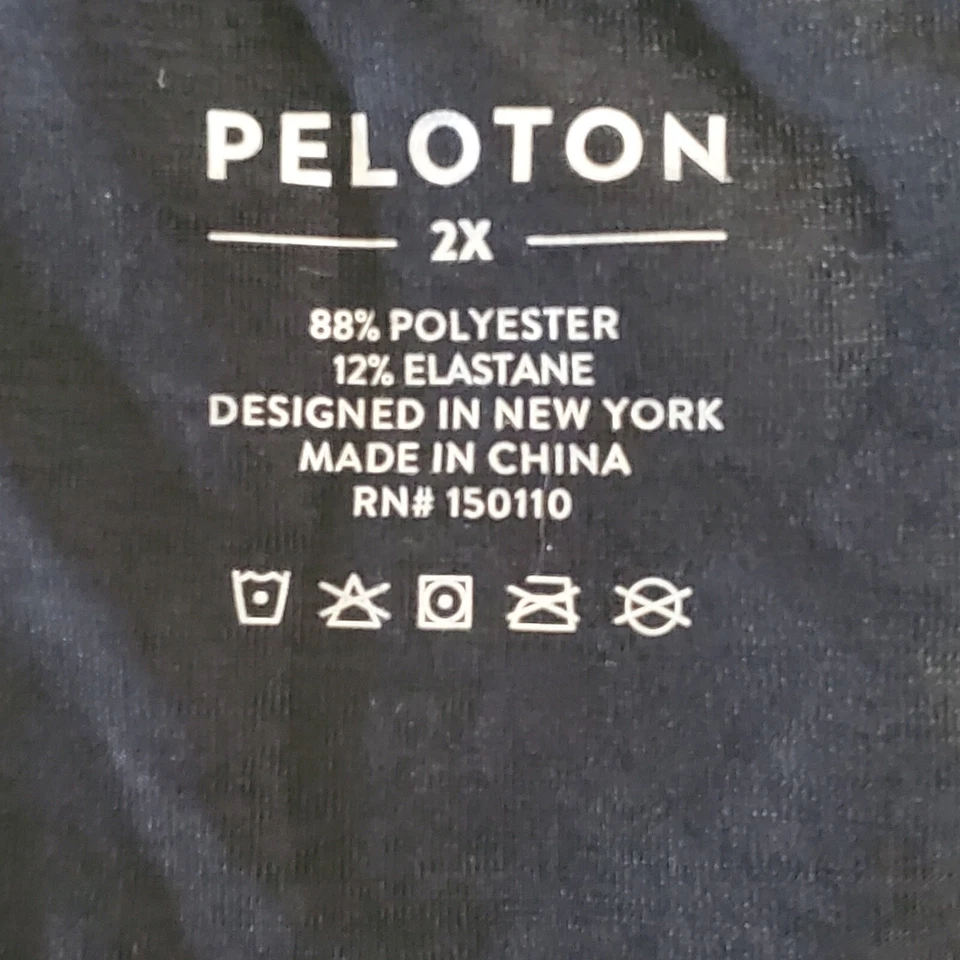 PELOTON
2X
88% POLYESTER
12% ELASTANE
DESIGNED IN NEW YORK
MADE IN CHINA
RN# 150110